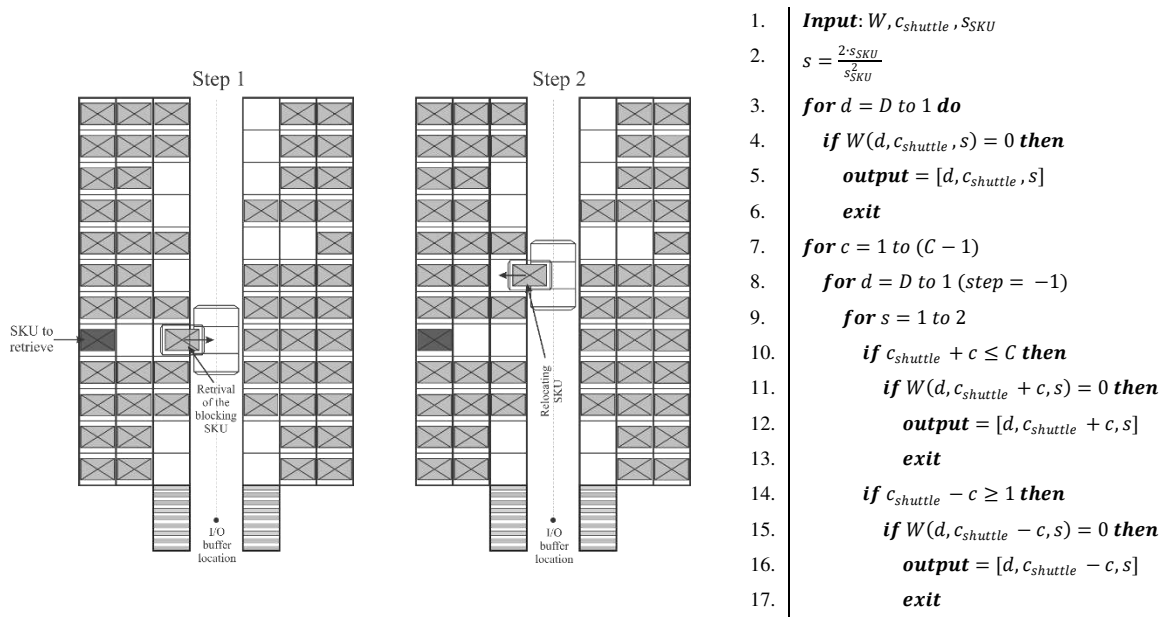 Step 1
Step 2
SKU to
retrieve
Retrival
of the
blocking
SKU
Relocating
SKU
I/O
buffer
location
I/O
buffer
location
1. Input: W, c_shuttle , s_SKU
2. s = 2·s_SKU / s²_SKU
3. for d = D to 1 do
4. if W(d, c_shuttle , s) = 0 then
5. output = [d, c_shuttle , s]
6. exit
7. for c = 1 to (C − 1)
8. for d = D to 1 (step = −1)
9. for s = 1 to 2
10. if c_shuttle + c ≤ C then
11. if W(d, c_shuttle + c, s) = 0 then
12. output = [d, c_shuttle + c, s]
13. exit
14. if c_shuttle − c ≥ 1 then
15. if W(d, c_shuttle − c, s) = 0 then
16. output = [d, c_shuttle − c, s]
17. exit